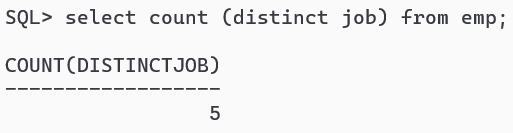 SQL> select count (distinct job) from emp;
COUNT(DISTINCTJOB)
------------------
5